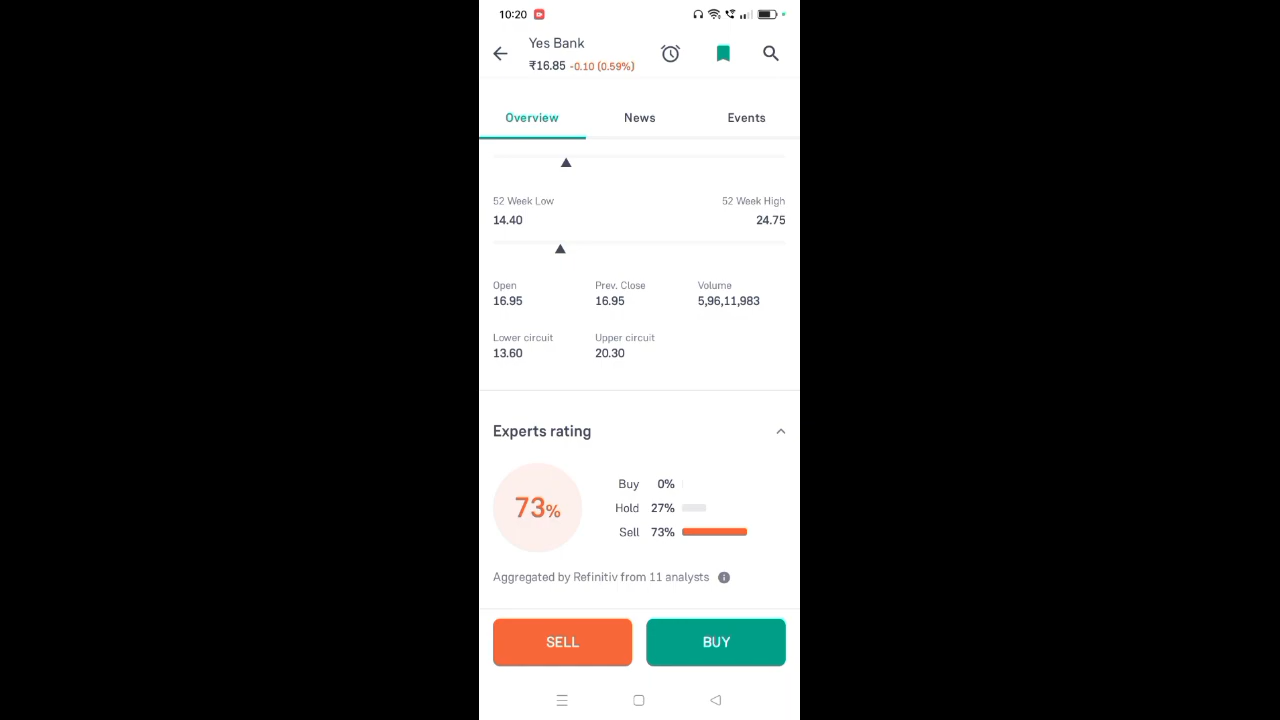 10:20
Yes Bank
₹16.85 -0.10 (0.59%)
Overview News Events
52 Week Low 52 Week High
14.40 24.75
Open Prev. Close Volume
16.95 16.95 5,96,11,983
Lower circuit Upper circuit
13.60 20.30
Experts rating
73%
Buy 0%
Hold 27%
Sell 73%
Aggregated by Refinitiv from 11 analysts
SELL BUY